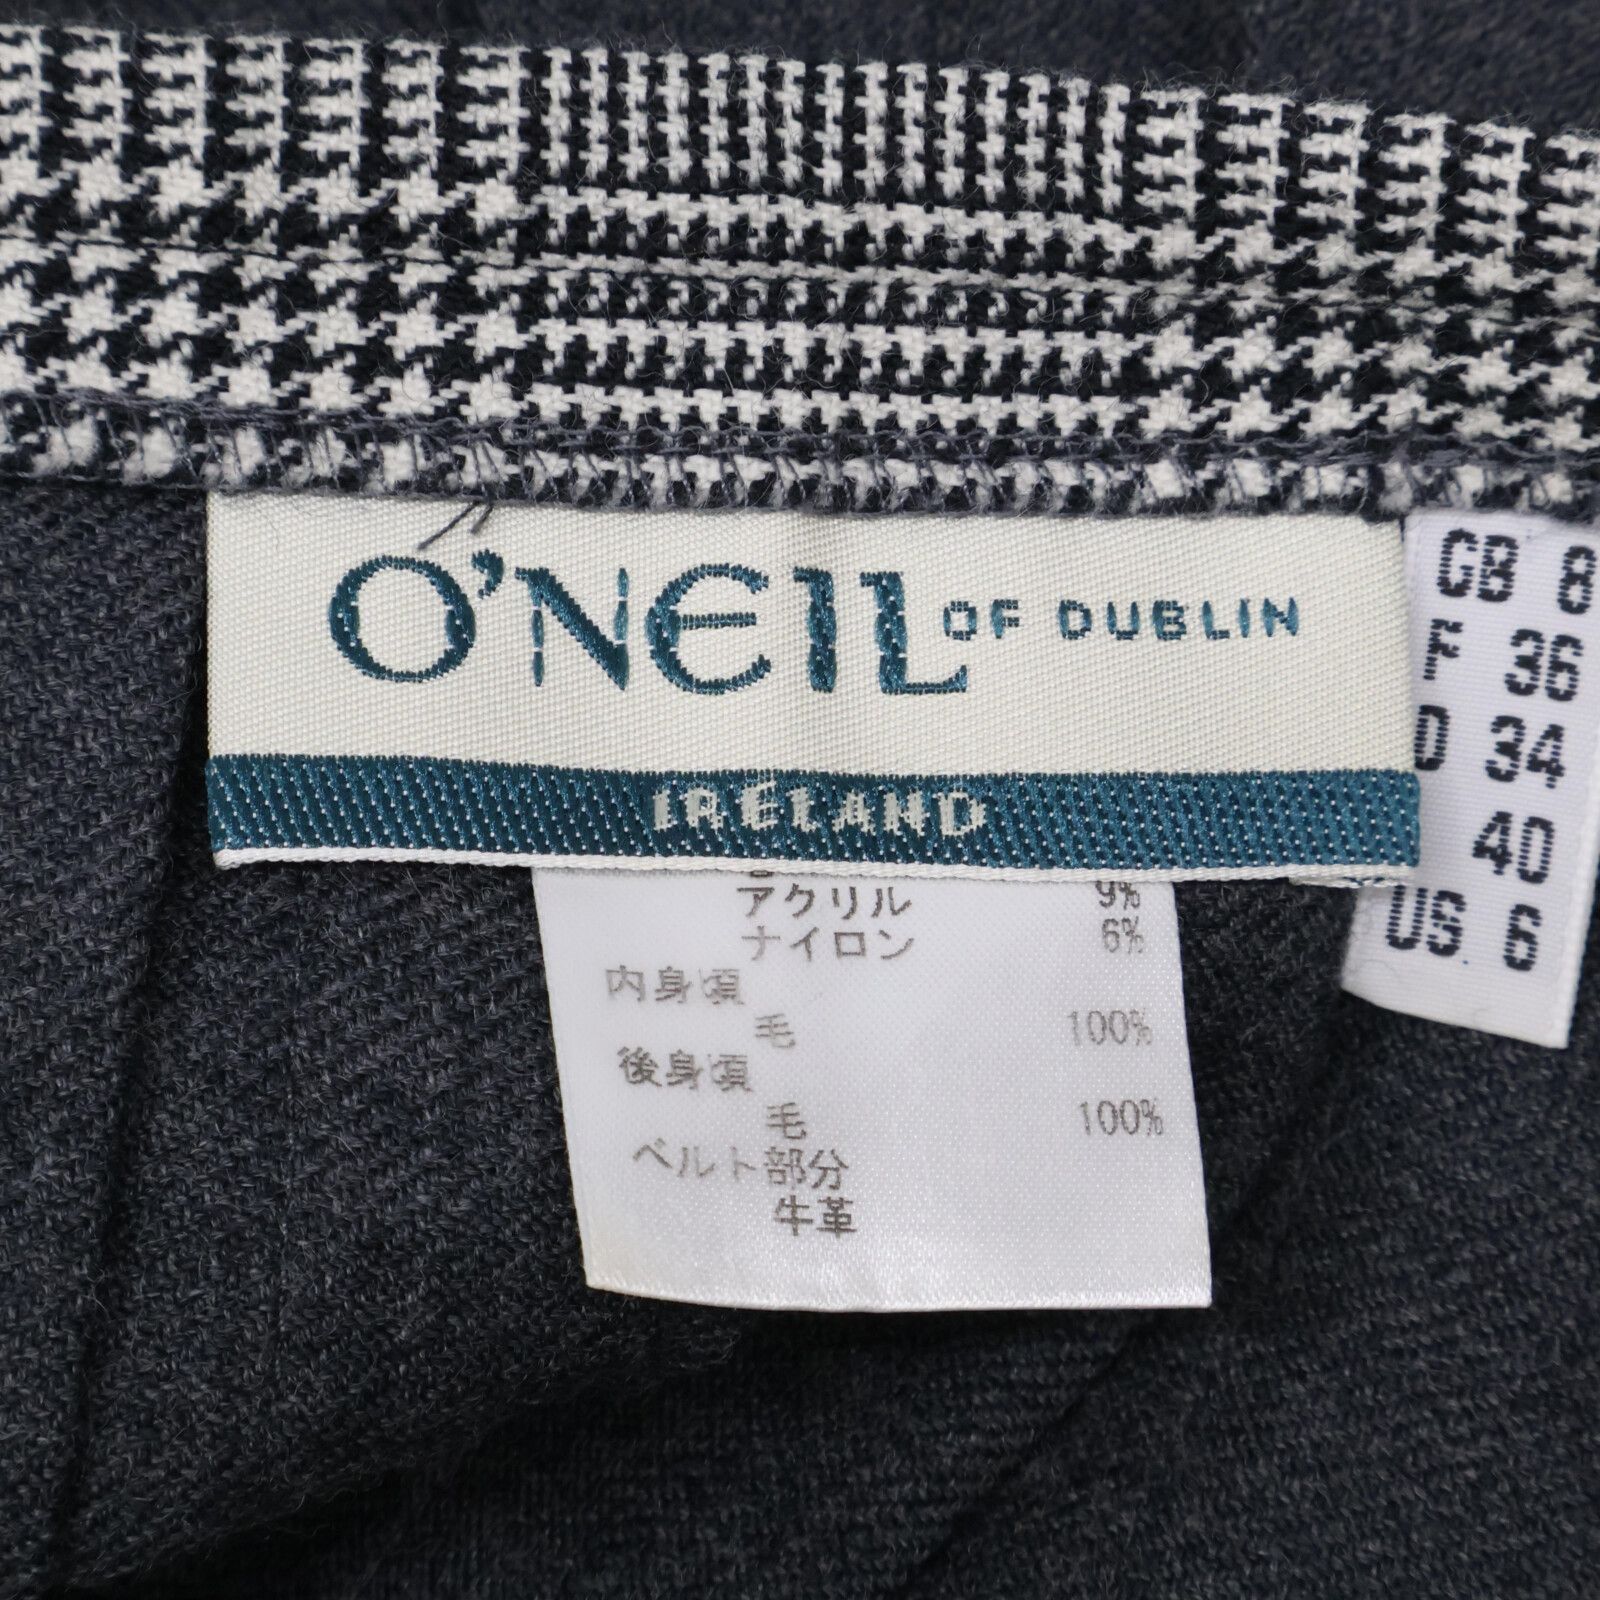 O'NEIL OF DUBLIN
IRELAND
GB 8
F 36
D 34
I 40
US 6
アクリル 9%
ナイロン 6%
内身頃
毛 100%
後身頃
毛 100%
ベルト部分
牛革